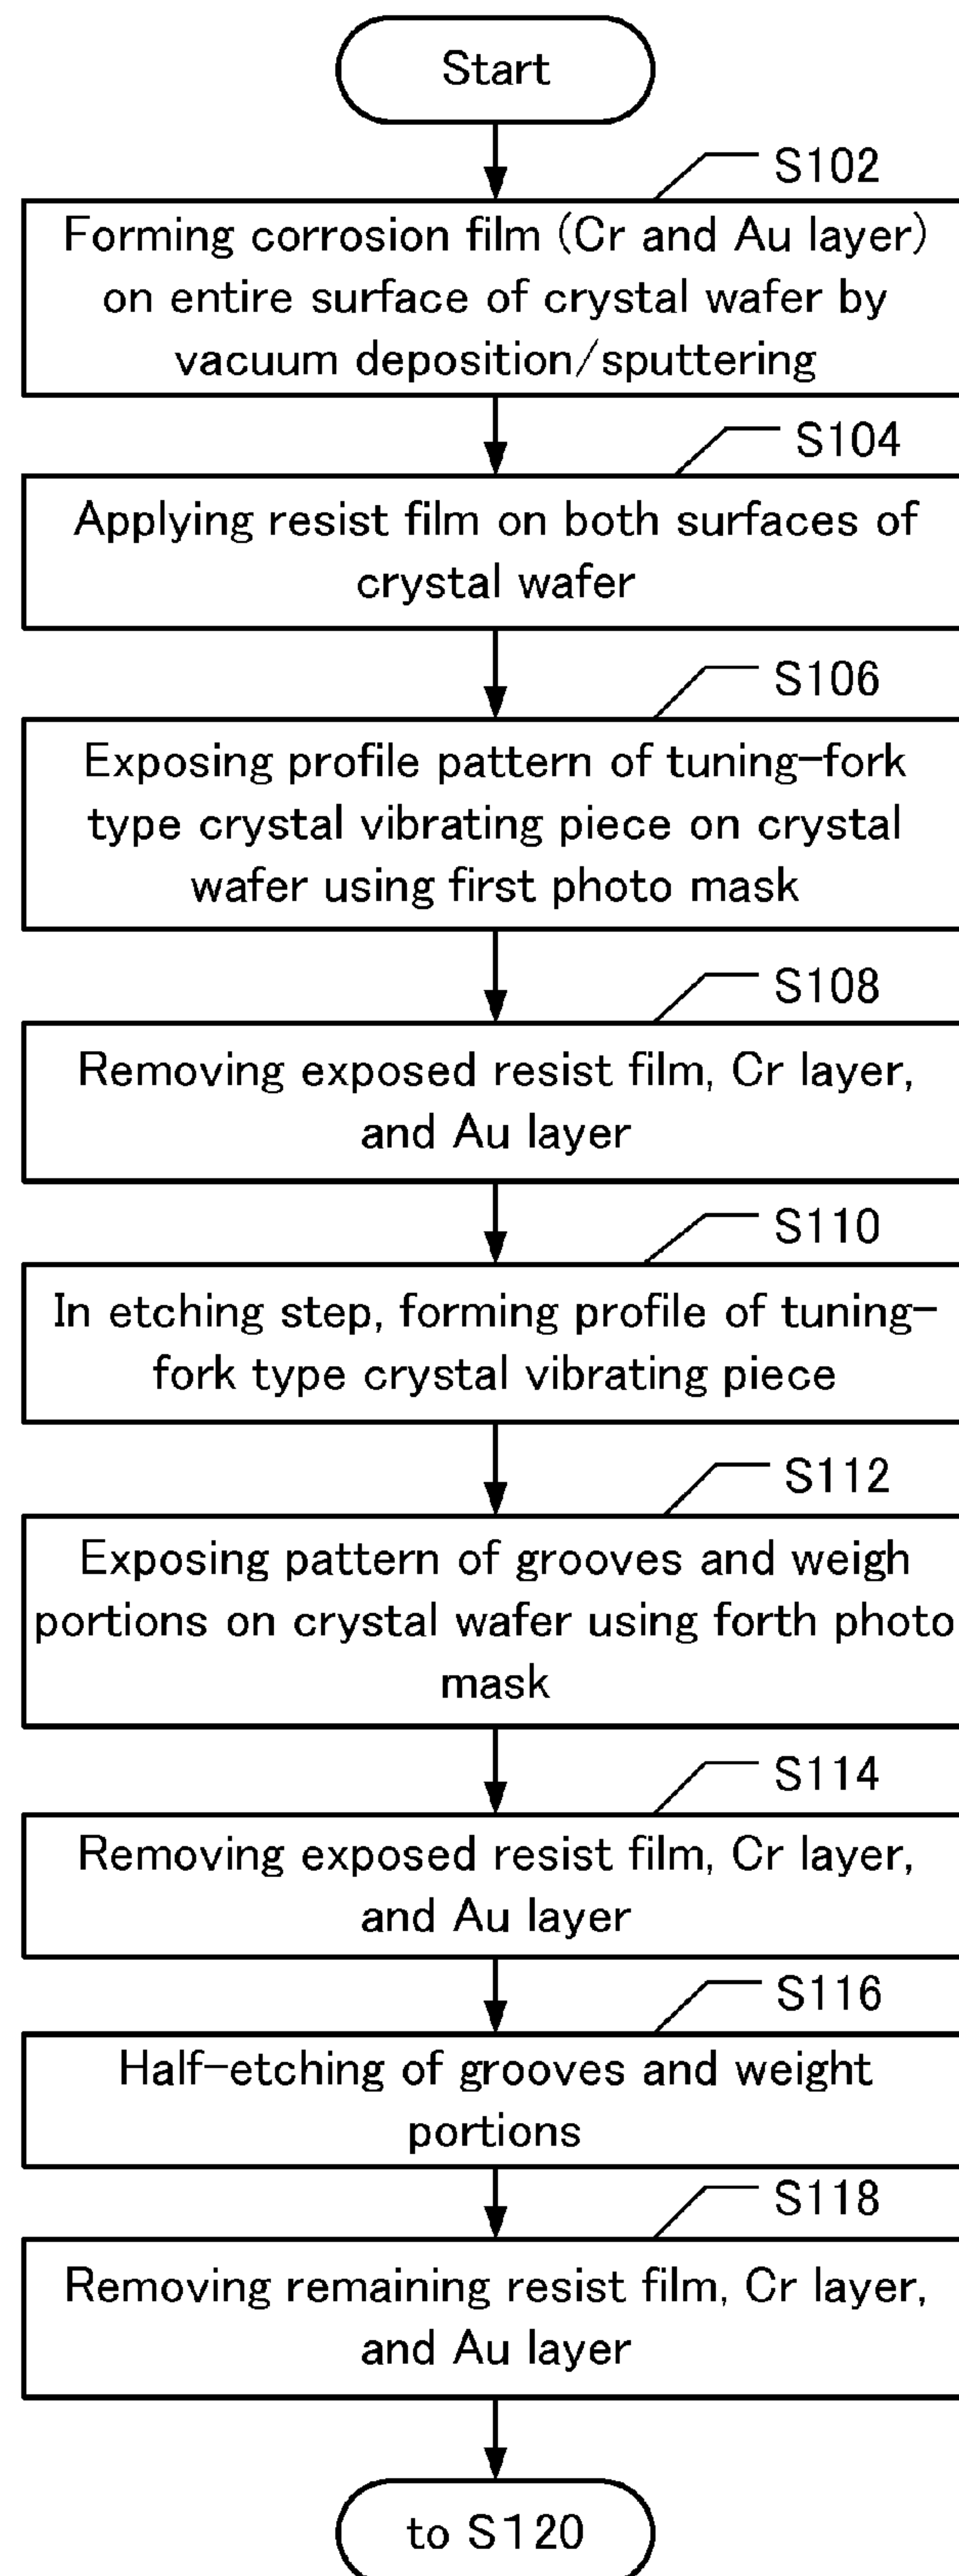 Start
S102
Forming corrosion film (Cr and Au layer)
on entire surface of crystal wafer by
vacuum deposition/sputtering
S104
Applying resist film on both surfaces of
crystal wafer
S106
Exposing profile pattern of tuning-fork
type crystal vibrating piece on crystal
wafer using first photo mask
S108
Removing exposed resist film, Cr layer,
and Au layer
S110
In etching step, forming profile of tuning-
fork type crystal vibrating piece
S112
Exposing pattern of grooves and weigh
portions on crystal wafer using forth photo
mask
S114
Removing exposed resist film, Cr layer,
and Au layer
S116
Half-etching of grooves and weight
portions
S118
Removing remaining resist film, Cr layer,
and Au layer
to S120